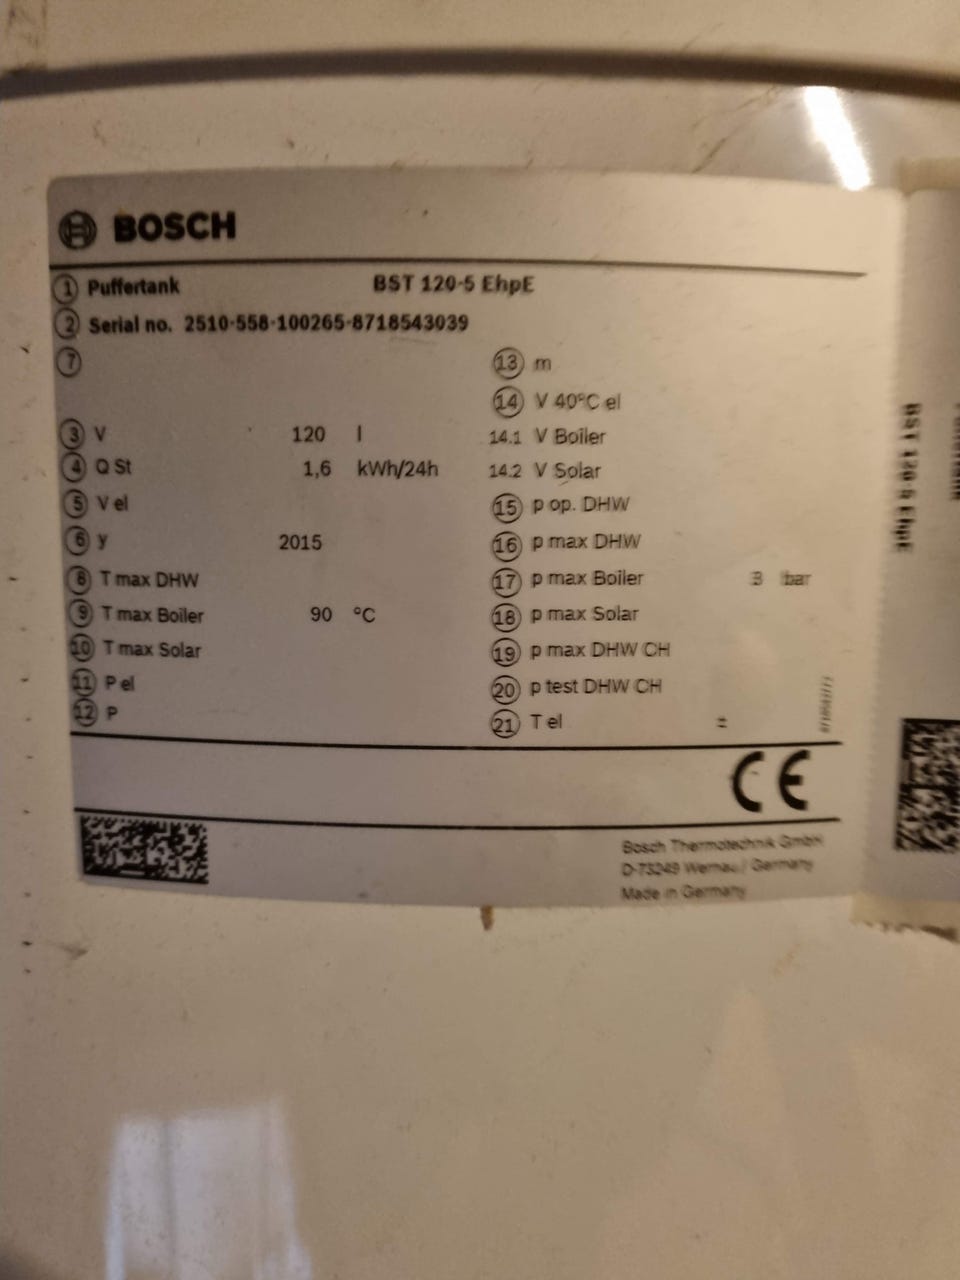 BOSCH
1 Puffertank BST 120-5 EhpE
2 Serial no. 2510-558-100265-8718543039
7
3 V 120 l
4 Q St 1,6 kWh/24h
5 V el
6 y 2015
8 T max DHW
9 T max Boiler 90 °C
10 T max Solar
11 P el
12 P
13 m
14 V 40°C el
14.1 V Boiler
14.2 V Solar
15 p op. DHW
16 p max DHW
17 p max Boiler 3 bar
18 p max Solar
19 p max DHW CH
20 p test DHW CH
21 T el ±
CE
Bosch Thermotechnik GmbH
D-73249 Wernau / Germany
Made in Germany
BST 120-5 EhpE